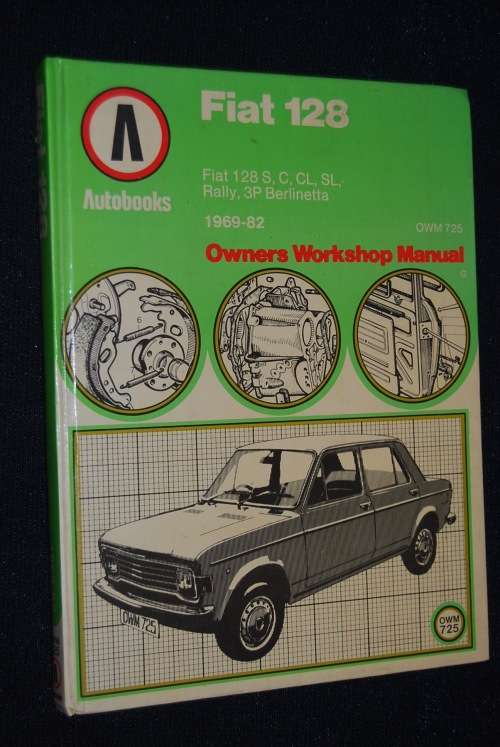 Fiat 128
Autobooks
Fiat 128 S, C, CL, SL,
Rally, 3P Berlinetta
1969-82
OWM 725
Owners Workshop Manual
G
OWM 725
OWM
725